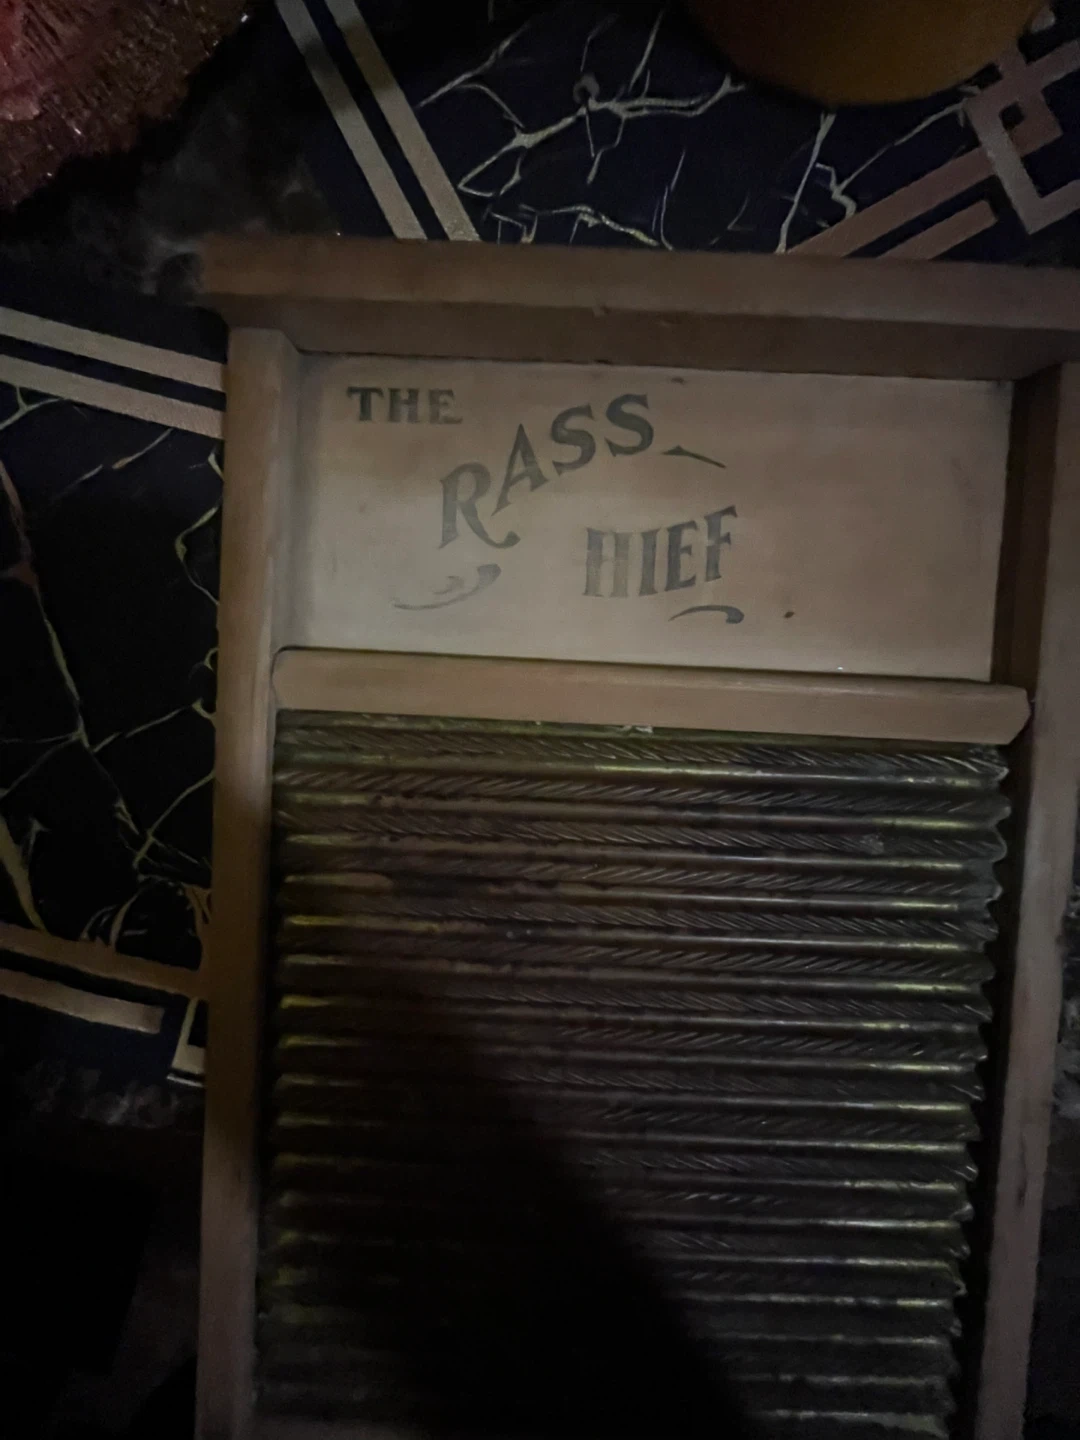 THE
RASS
HIEF